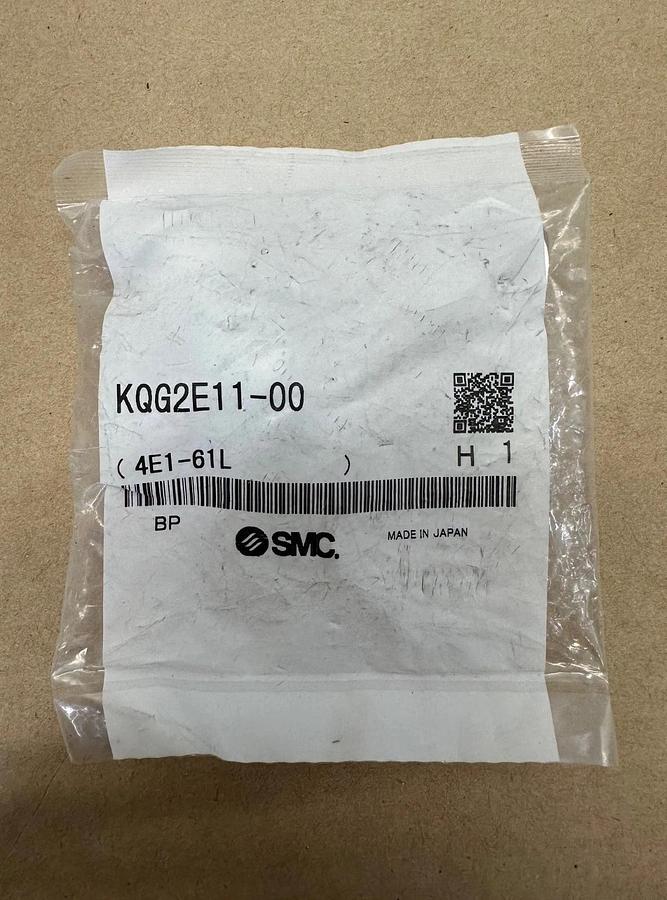 KQG2E11-00
( 4E1-61L )
H 1
BP
SMC.
MADE IN JAPAN